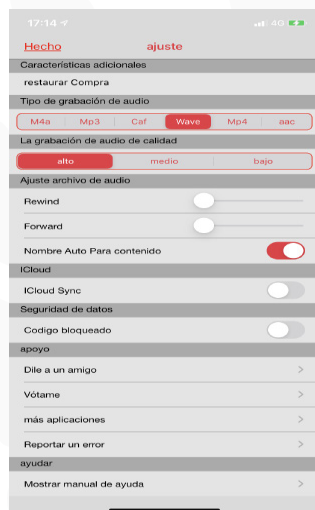 17:14
4G
Hecho
ajuste
Características adicionales
restaurar Compra
Tipo de grabación de audio
M4a Mp3 Caf Wave Mp4 aac
La grabación de audio de calidad
alto medio bajo
Ajuste archivo de audio
Rewind
Forward
Nombre Auto Para contenido
ICloud
ICloud Sync
Seguridad de datos
Codigo bloqueado
apoyo
Dile a un amigo
Vótame
más aplicaciones
Reportar un error
ayudar
Mostrar manual de ayuda